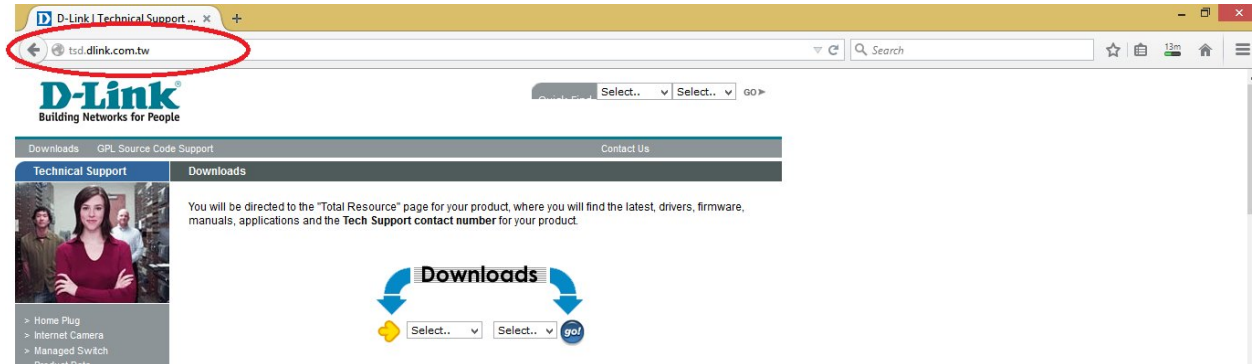 D-Link | Technical Support ...
tsd.dlink.com.tw
Search
13m
D-Link®
Building Networks for People
Select.. Select.. GO
Downloads GPL Source Code Support Contact Us
Technical Support
Downloads
You will be directed to the "Total Resource" page for your product, where you will find the latest, drivers, firmware,
manuals, applications and the Tech Support contact number for your product.
Downloads
Select.. Select.. go!
> Home Plug
> Internet Camera
> Managed Switch